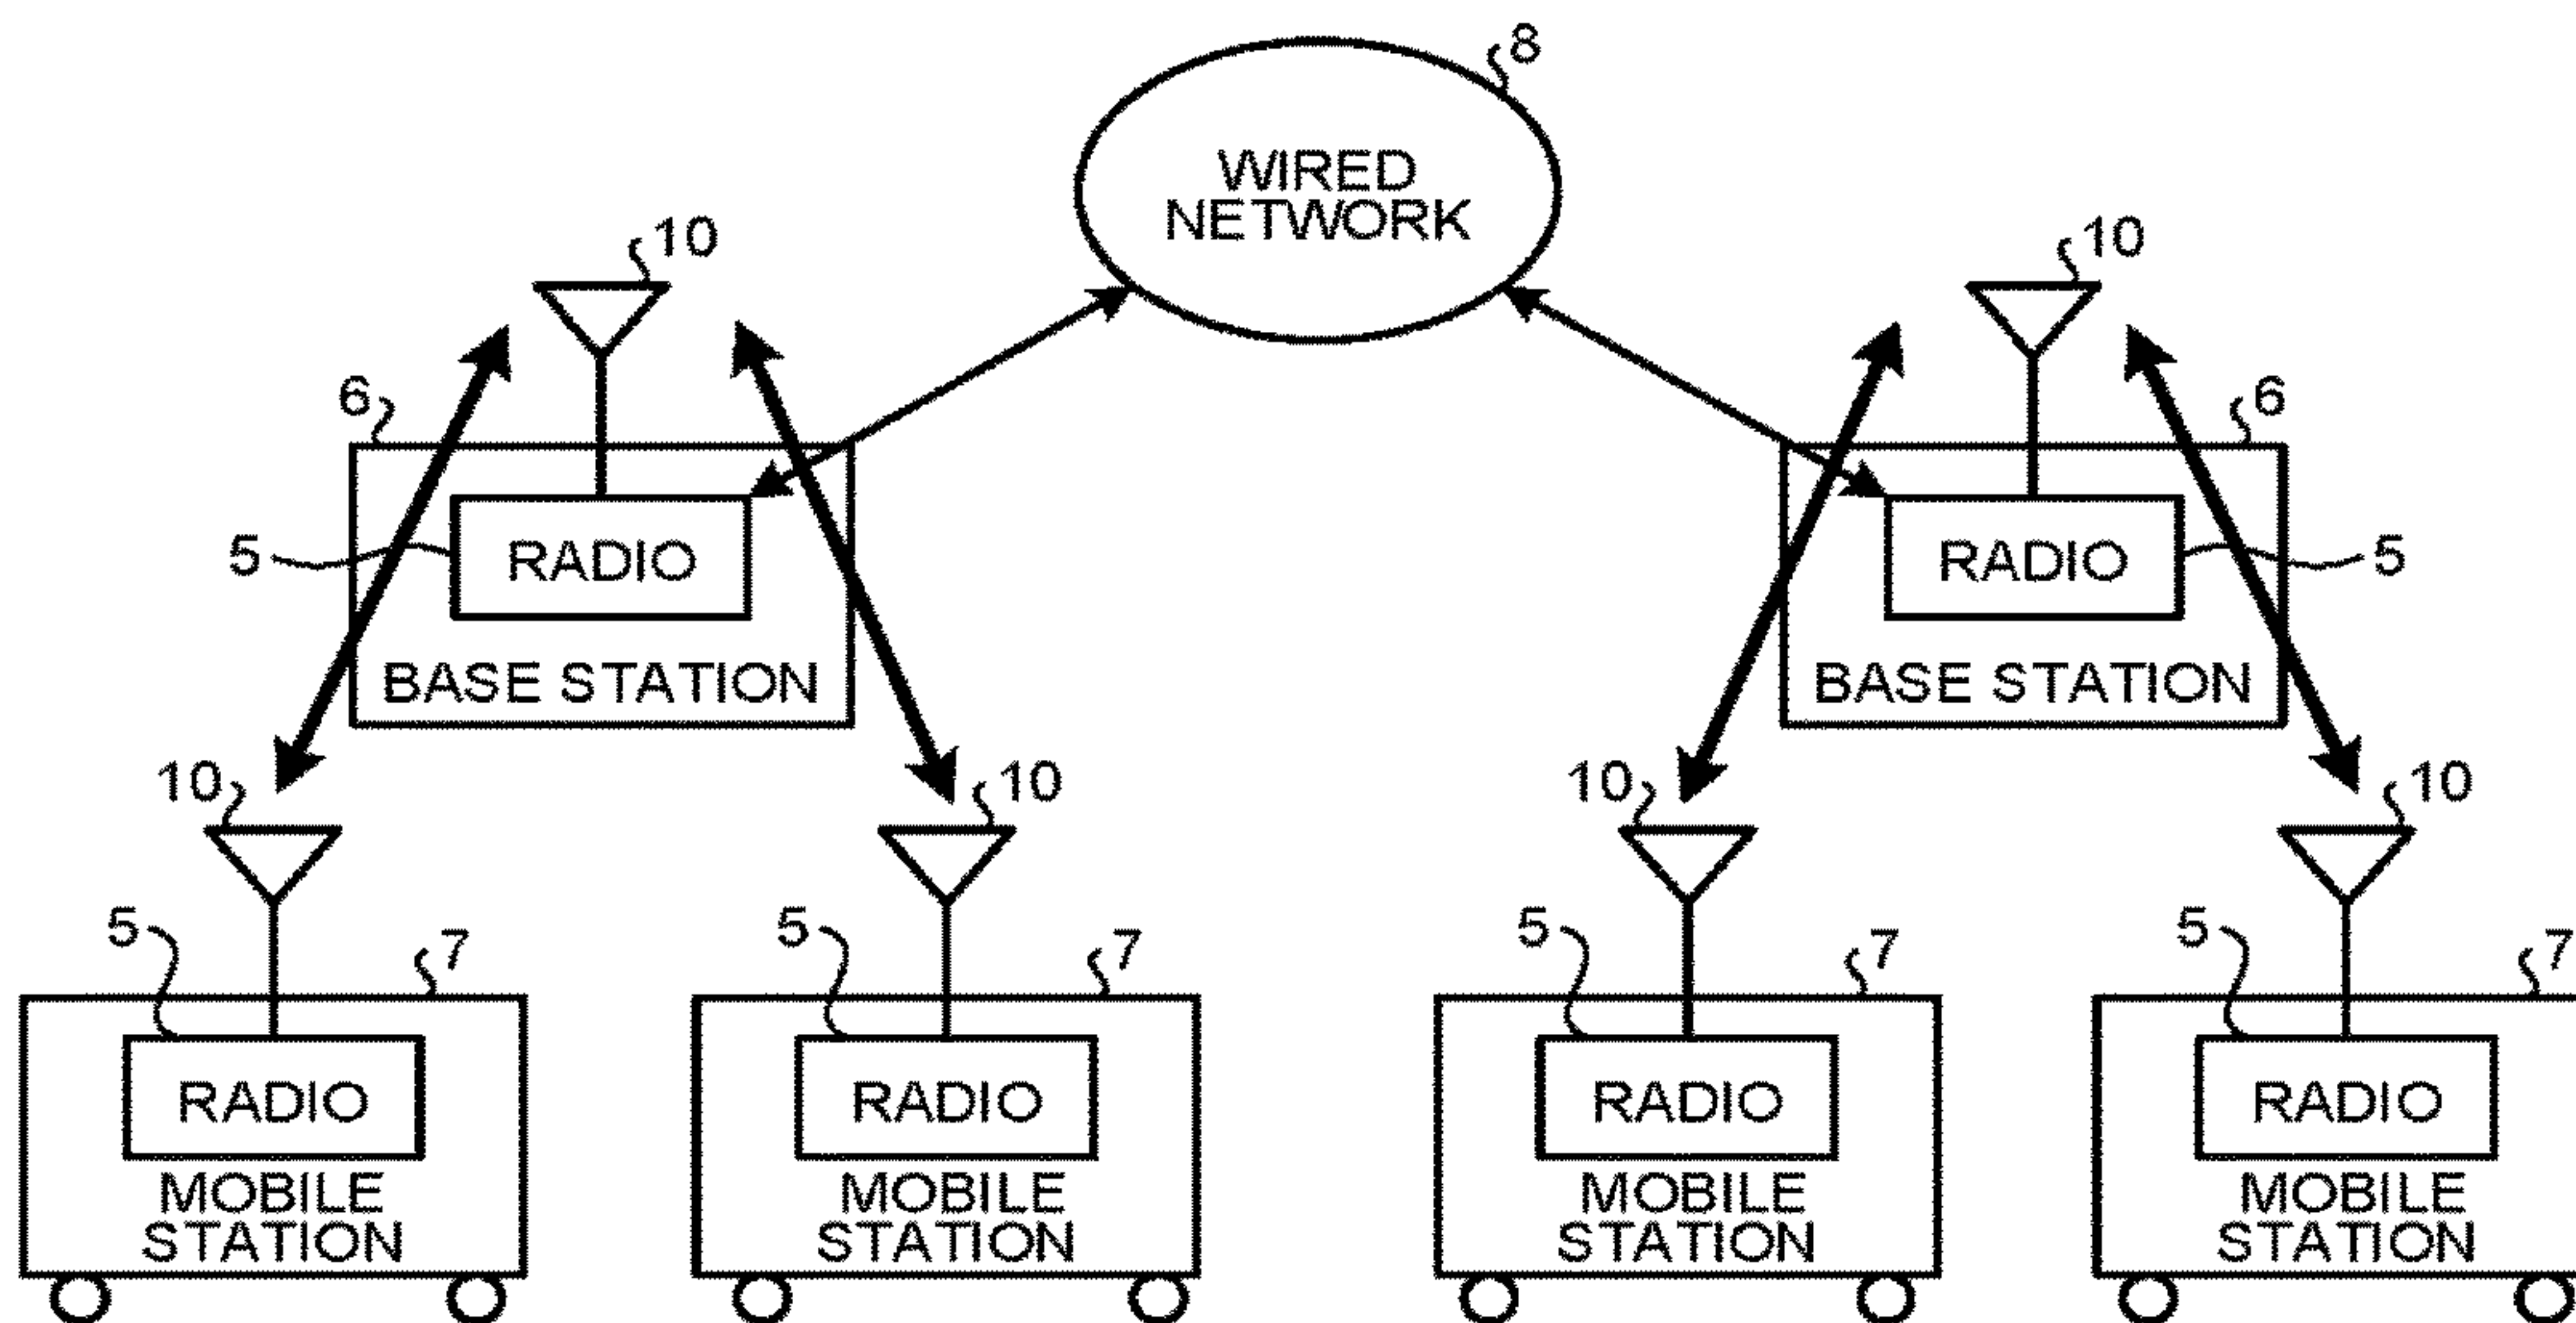 8
WIRED
NETWORK
10
10
6
6
5
RADIO
RADIO
5
BASE STATION
BASE STATION
10
10
10
10
5
7
5
7
5
7
5
7
RADIO
RADIO
RADIO
RADIO
MOBILE
STATION
MOBILE
STATION
MOBILE
STATION
MOBILE
STATION